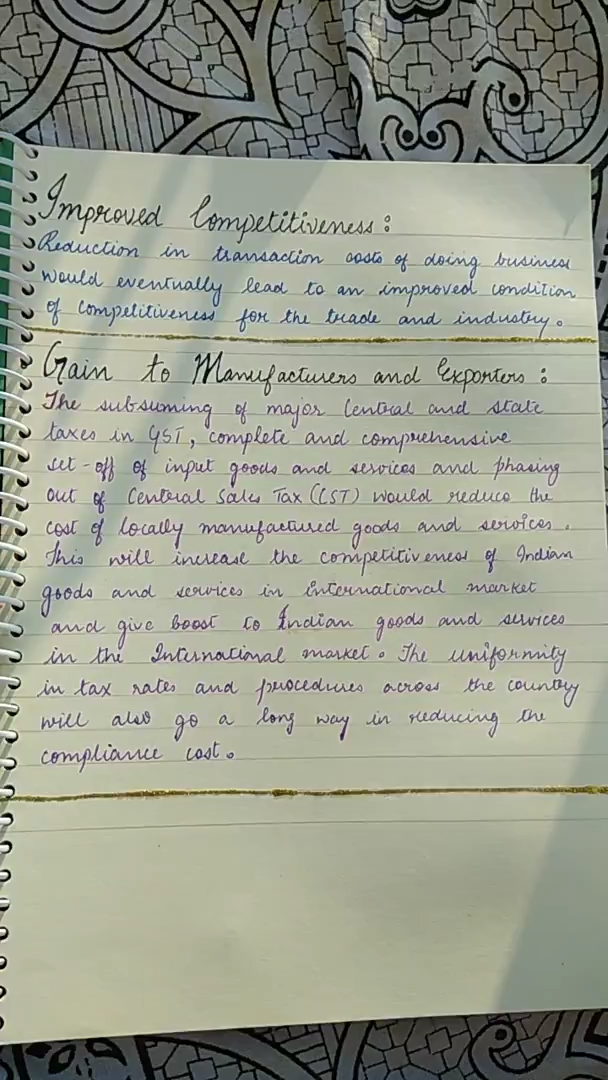 Improved Competitiveness:
Reduction in transaction costs of doing business
would eventually lead to an improved condition
of competitiveness for the trade and industry.
Gain to Manufacturers and Exporters:
The subsuming of major Central and state
taxes in GST, complete and comprehensive
set-off of input goods and services and phasing
out of Central Sales Tax (CST) would reduce the
cost of locally manufactured goods and services.
This will increase the competitiveness of Indian
goods and services in international market
and give boost to Indian goods and services
in the International market. The uniformity
in tax rates and procedures across the country
will also go a long way in reducing the
compliance cost.